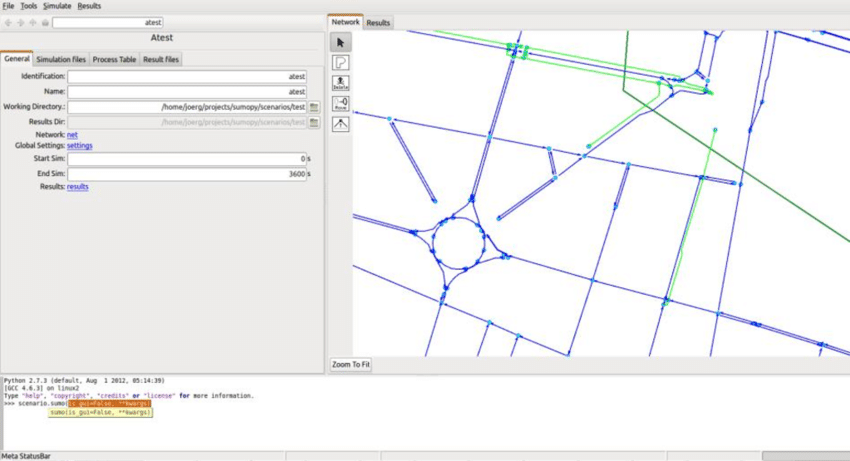 File Tools Simulate Results
atest
Atest
General Simulation files Process Table Result files
Identification: atest
Name: atest
Working Directory.: /home/joerg/projects/sumopy/scenarios/test
Results Dir: /home/joerg/projects/sumopy/scenarios/test
Network: net
Global Settings: settings
Start Sim: 0 s
End Sim: 3600 s
Results: results
Network Results
Delete
Move
Zoom To Fit
Python 2.7.3 (default, Aug 1 2012, 05:14:39)
[GCC 4.6.3] on linux2
Type "help", "copyright", "credits" or "license" for more information.
>>> scenario.sumo(is_gui=False, **kwargs)
sumo(is_gui=False, **kwargs)
Meta StatusBar